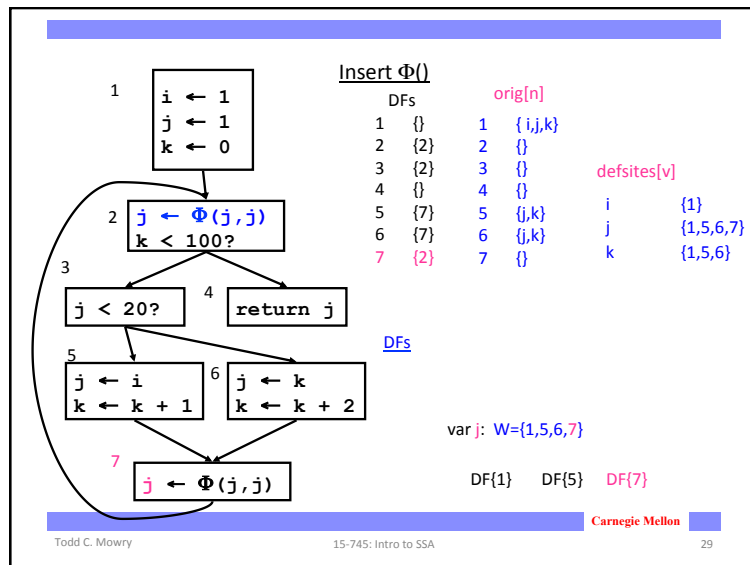 Insert Φ()
1
i ← 1
j ← 1
k ← 0
2
j ← Φ(j,j)
k < 100?
3
j < 20?
4
return j
5
j ← i
k ← k + 1
6
j ← k
k ← k + 2
7
j ← Φ(j,j)
DFs
1 {}
2 {2}
3 {2}
4 {}
5 {7}
6 {7}
7 {2}
orig[n]
1 { i,j,k}
2 {}
3 {}
4 {}
5 {j,k}
6 {j,k}
7 {}
defsites[v]
i {1}
j {1,5,6,7}
k {1,5,6}
DFs
var j: W={1,5,6,7}
DF{1} DF{5} DF{7}
Carnegie Mellon
Todd C. Mowry 15-745: Intro to SSA 29